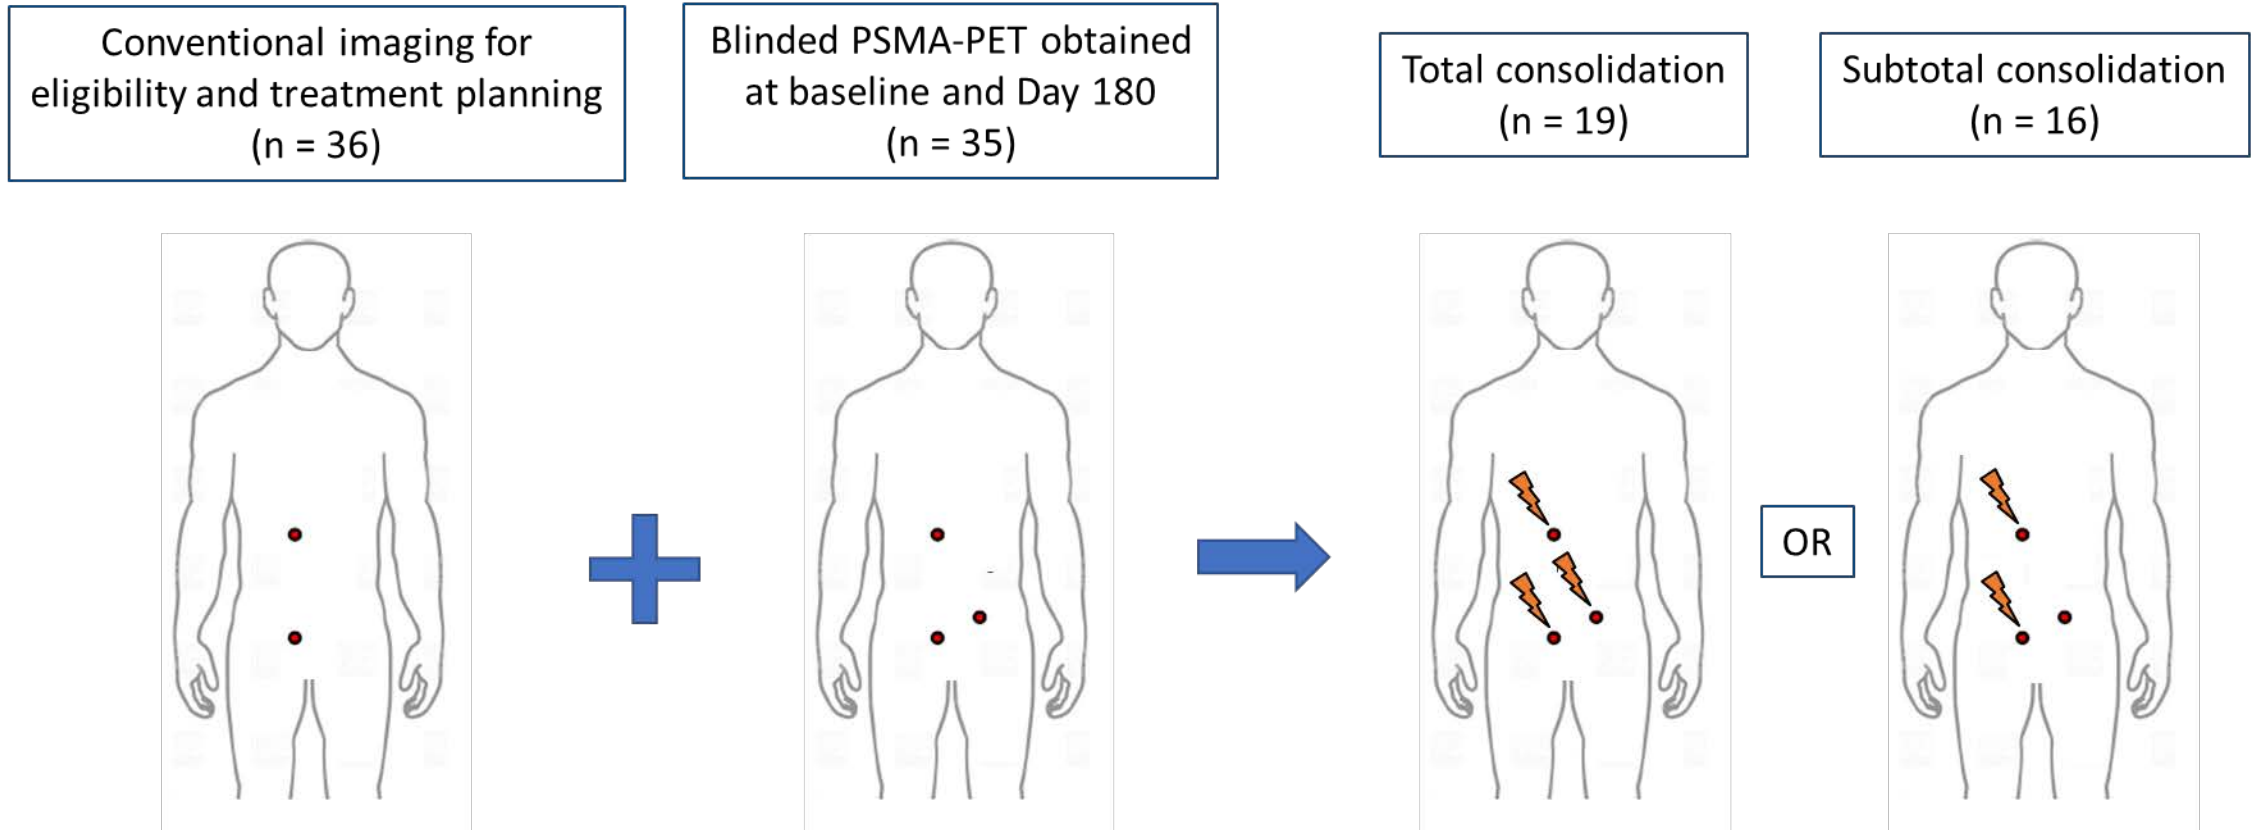 Conventional imaging for
eligibility and treatment planning
(n = 36)
Blinded PSMA-PET obtained
at baseline and Day 180
(n = 35)
Total consolidation
(n = 19)
Subtotal consolidation
(n = 16)
OR